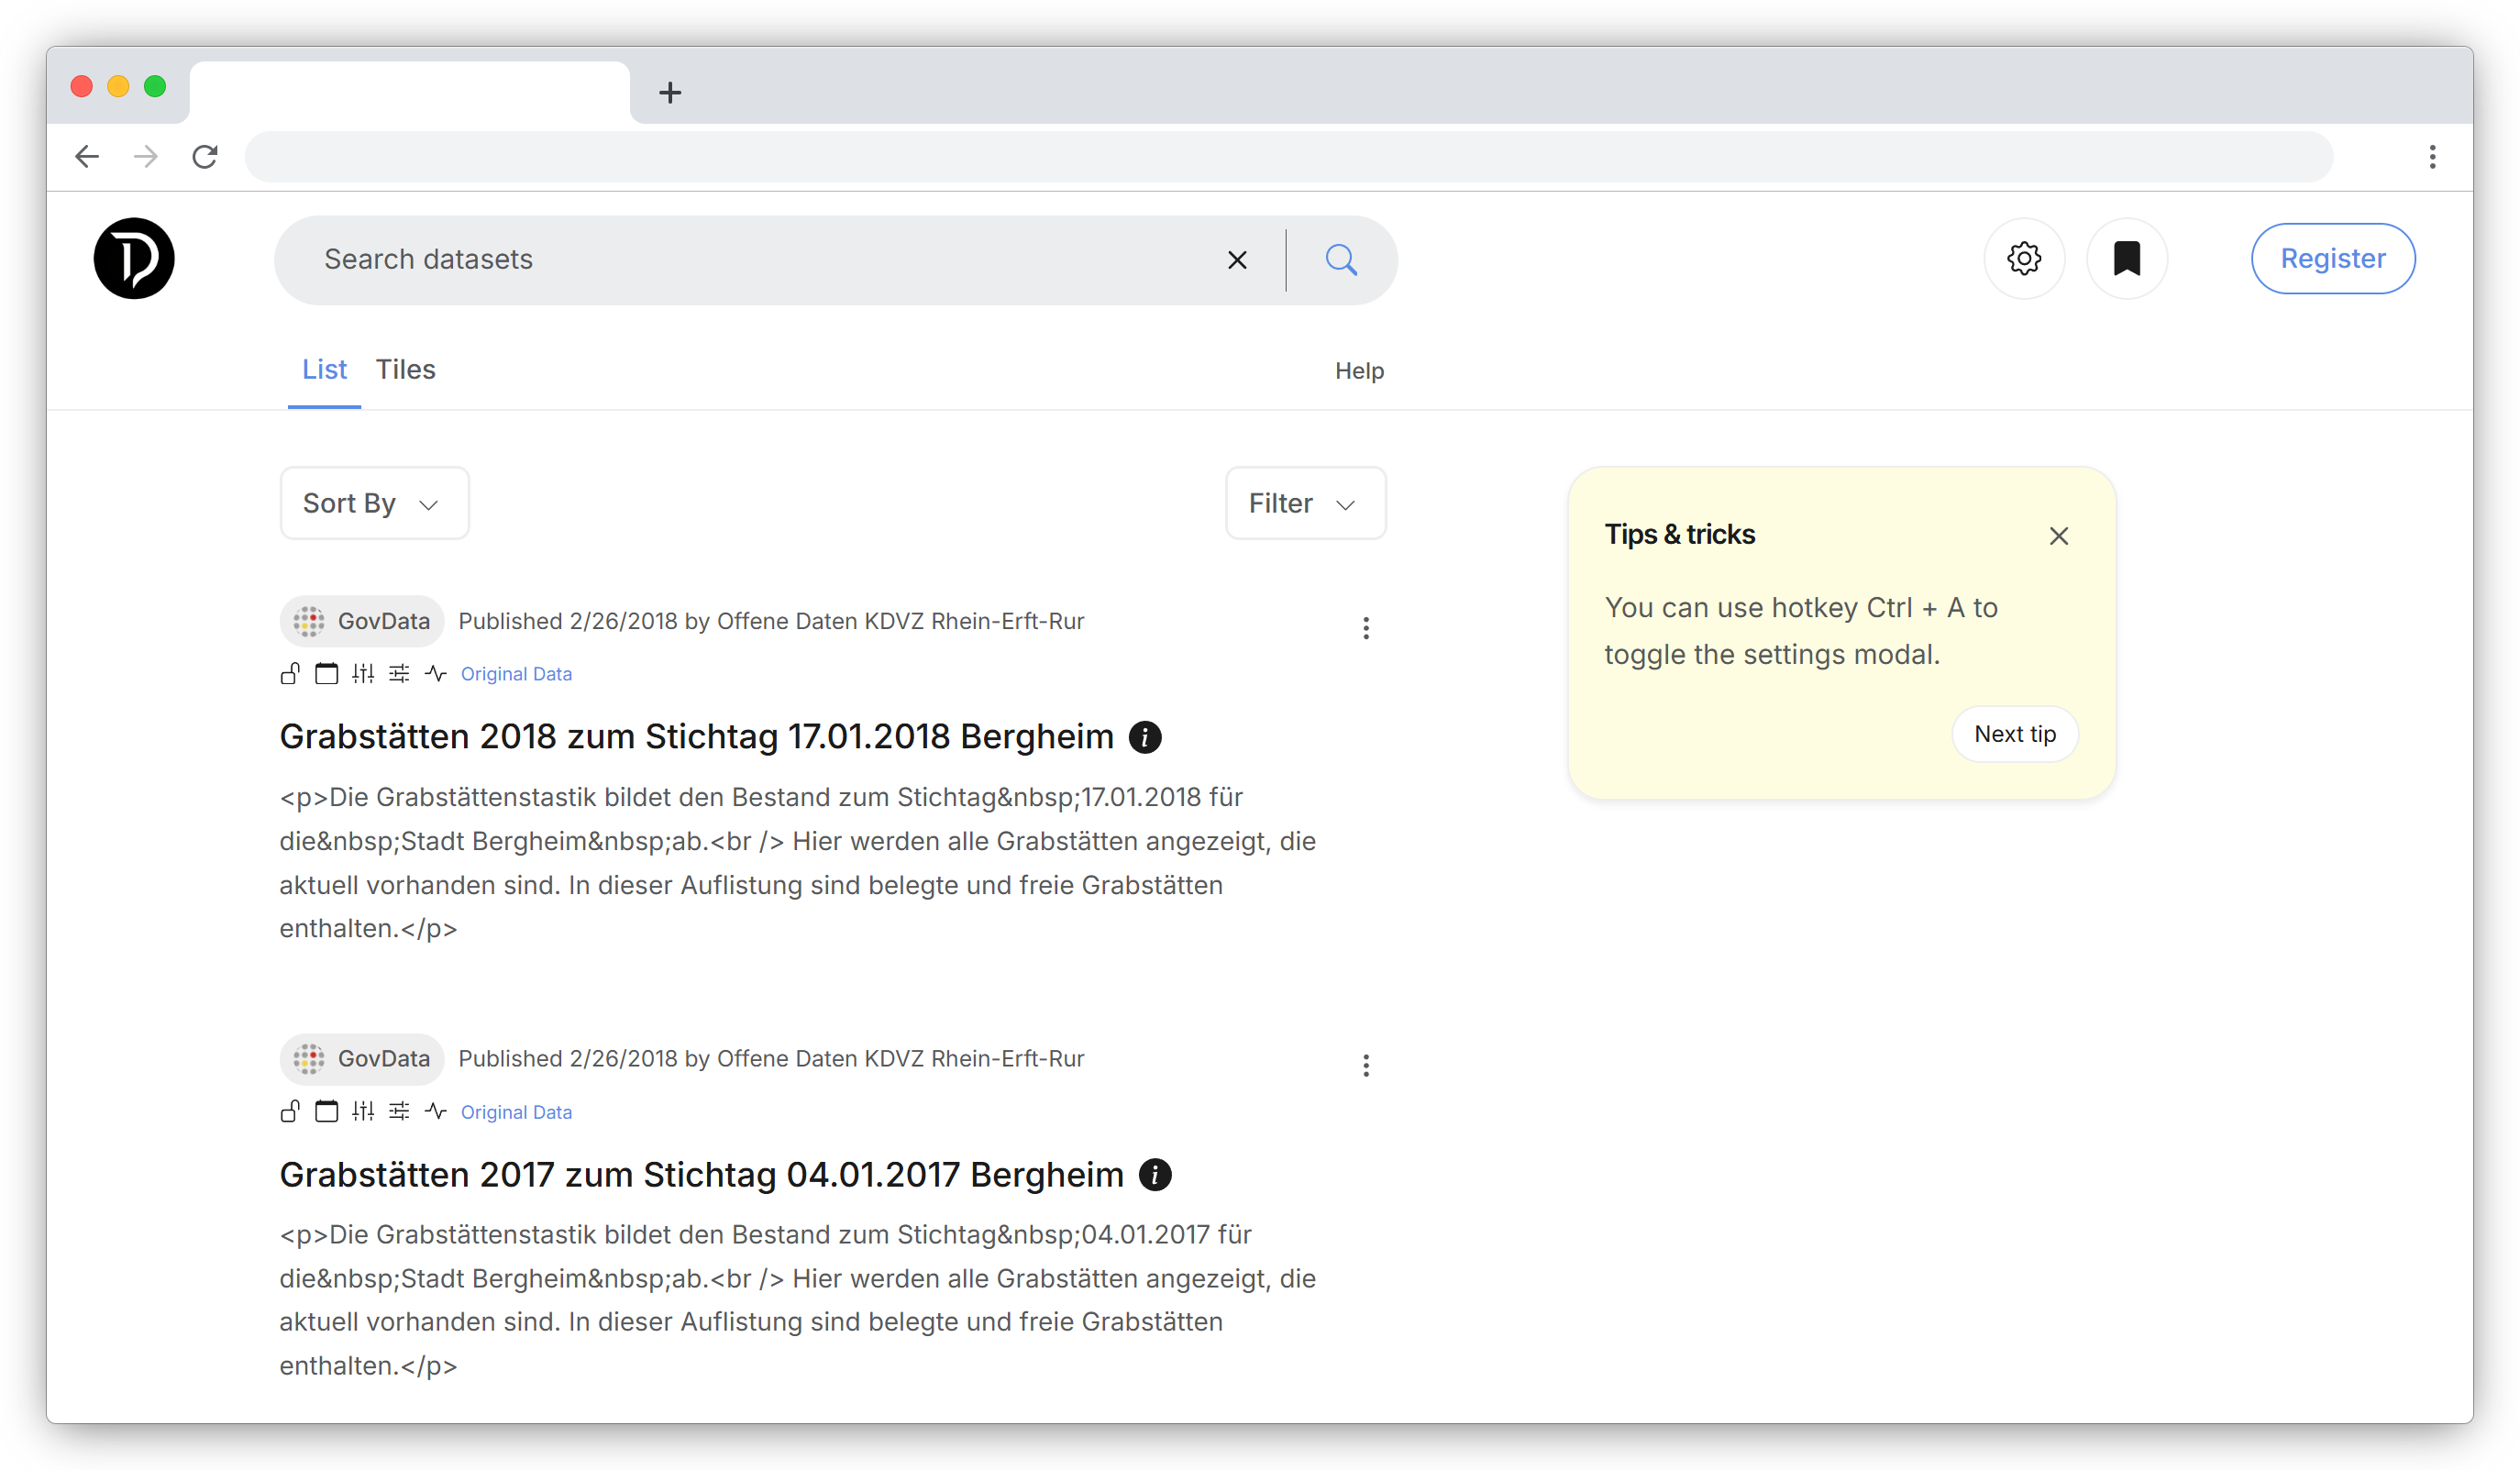 Search datasets
Register
List Tiles Help
Sort By Filter
Tips & tricks
You can use hotkey Ctrl + A to
toggle the settings modal.
Next tip
GovData Published 2/26/2018 by Offene Daten KDVZ Rhein-Erft-Rur
Original Data
Grabstätten 2018 zum Stichtag 17.01.2018 Bergheim
<p>Die Grabstättenstastik bildet den Bestand zum Stichtag&nbsp;17.01.2018 für
die&nbsp;Stadt Bergheim&nbsp;ab.<br /> Hier werden alle Grabstätten angezeigt, die
aktuell vorhanden sind. In dieser Auflistung sind belegte und freie Grabstätten
enthalten.</p>
GovData Published 2/26/2018 by Offene Daten KDVZ Rhein-Erft-Rur
Original Data
Grabstätten 2017 zum Stichtag 04.01.2017 Bergheim
<p>Die Grabstättenstastik bildet den Bestand zum Stichtag&nbsp;04.01.2017 für
die&nbsp;Stadt Bergheim&nbsp;ab.<br /> Hier werden alle Grabstätten angezeigt, die
aktuell vorhanden sind. In dieser Auflistung sind belegte und freie Grabstätten
enthalten.</p>